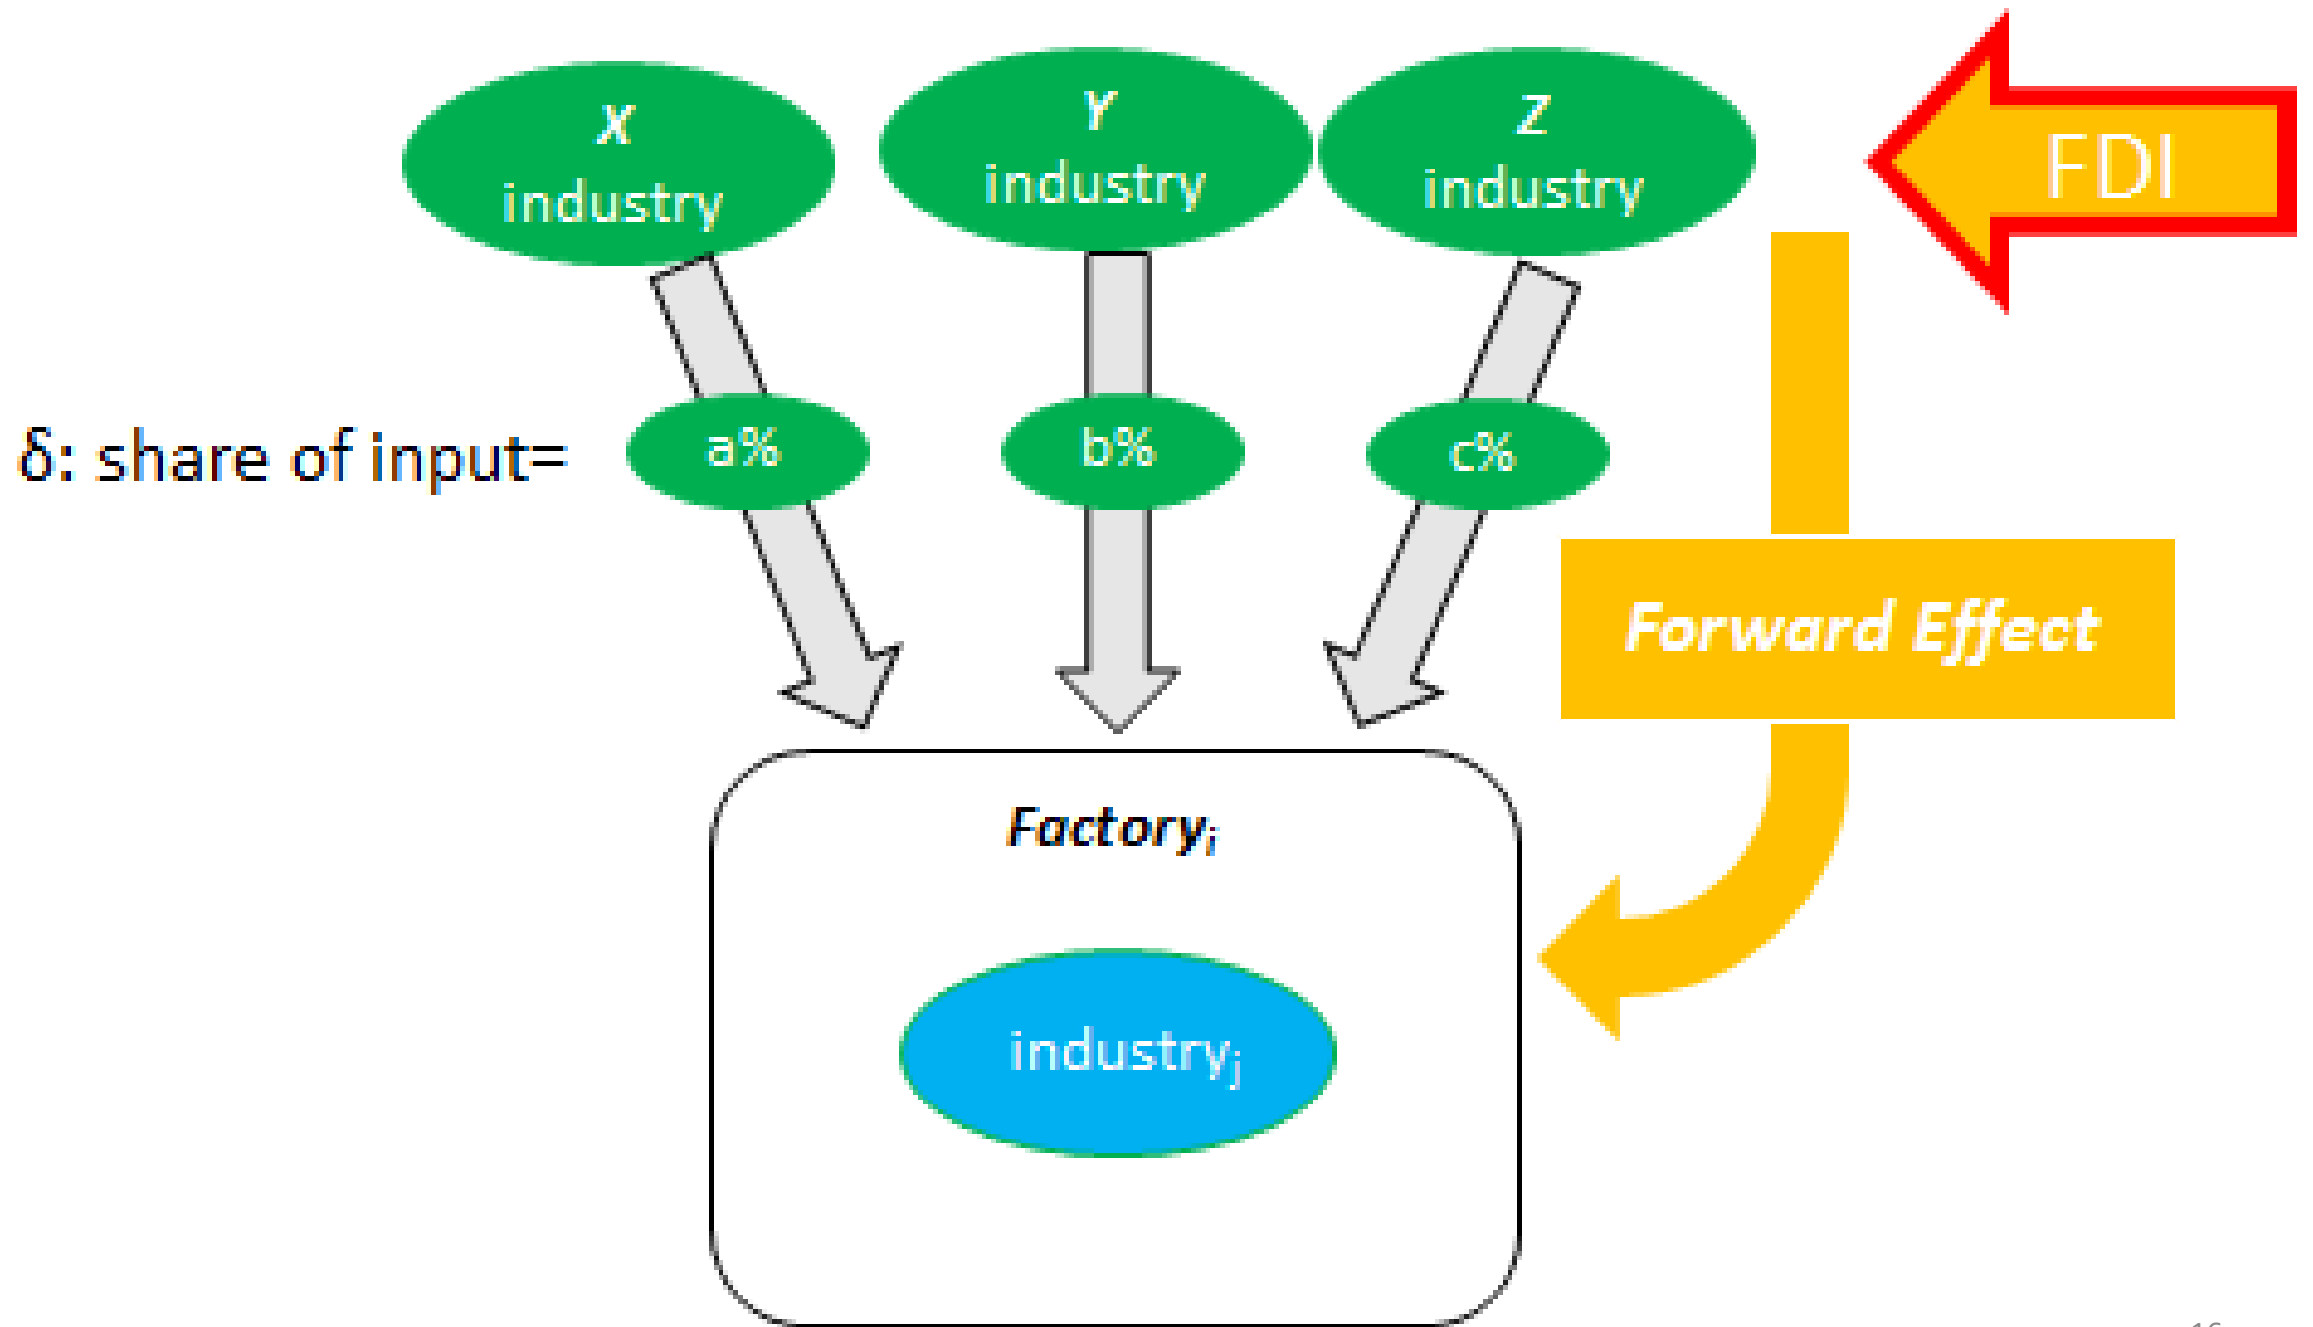 X
industry
Y
industry
Z
industry
FDI
δ: share of input=
a%
b%
c%
Forward Effect
Factoryᵢ
industryⱼ